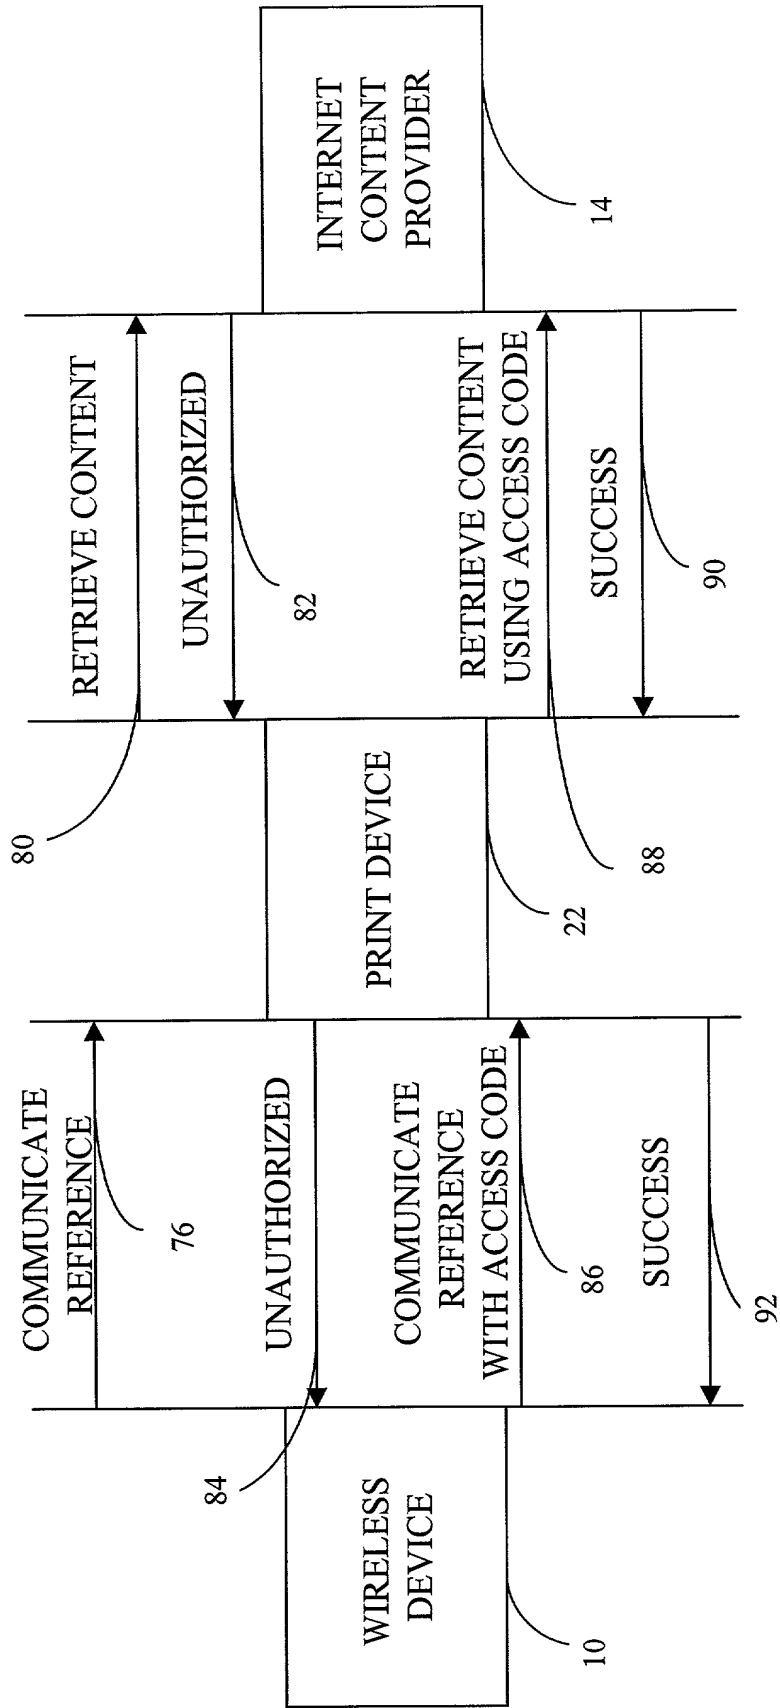 COMMUNICATE
REFERENCE
76
80
RETRIEVE CONTENT
UNAUTHORIZED
82
84
UNAUTHORIZED
WIRELESS
DEVICE
10
PRINT DEVICE
22
INTERNET
CONTENT
PROVIDER
14
COMMUNICATE
REFERENCE
WITH ACCESS CODE
86
RETRIEVE CONTENT
USING ACCESS CODE
88
SUCCESS
90
SUCCESS
92